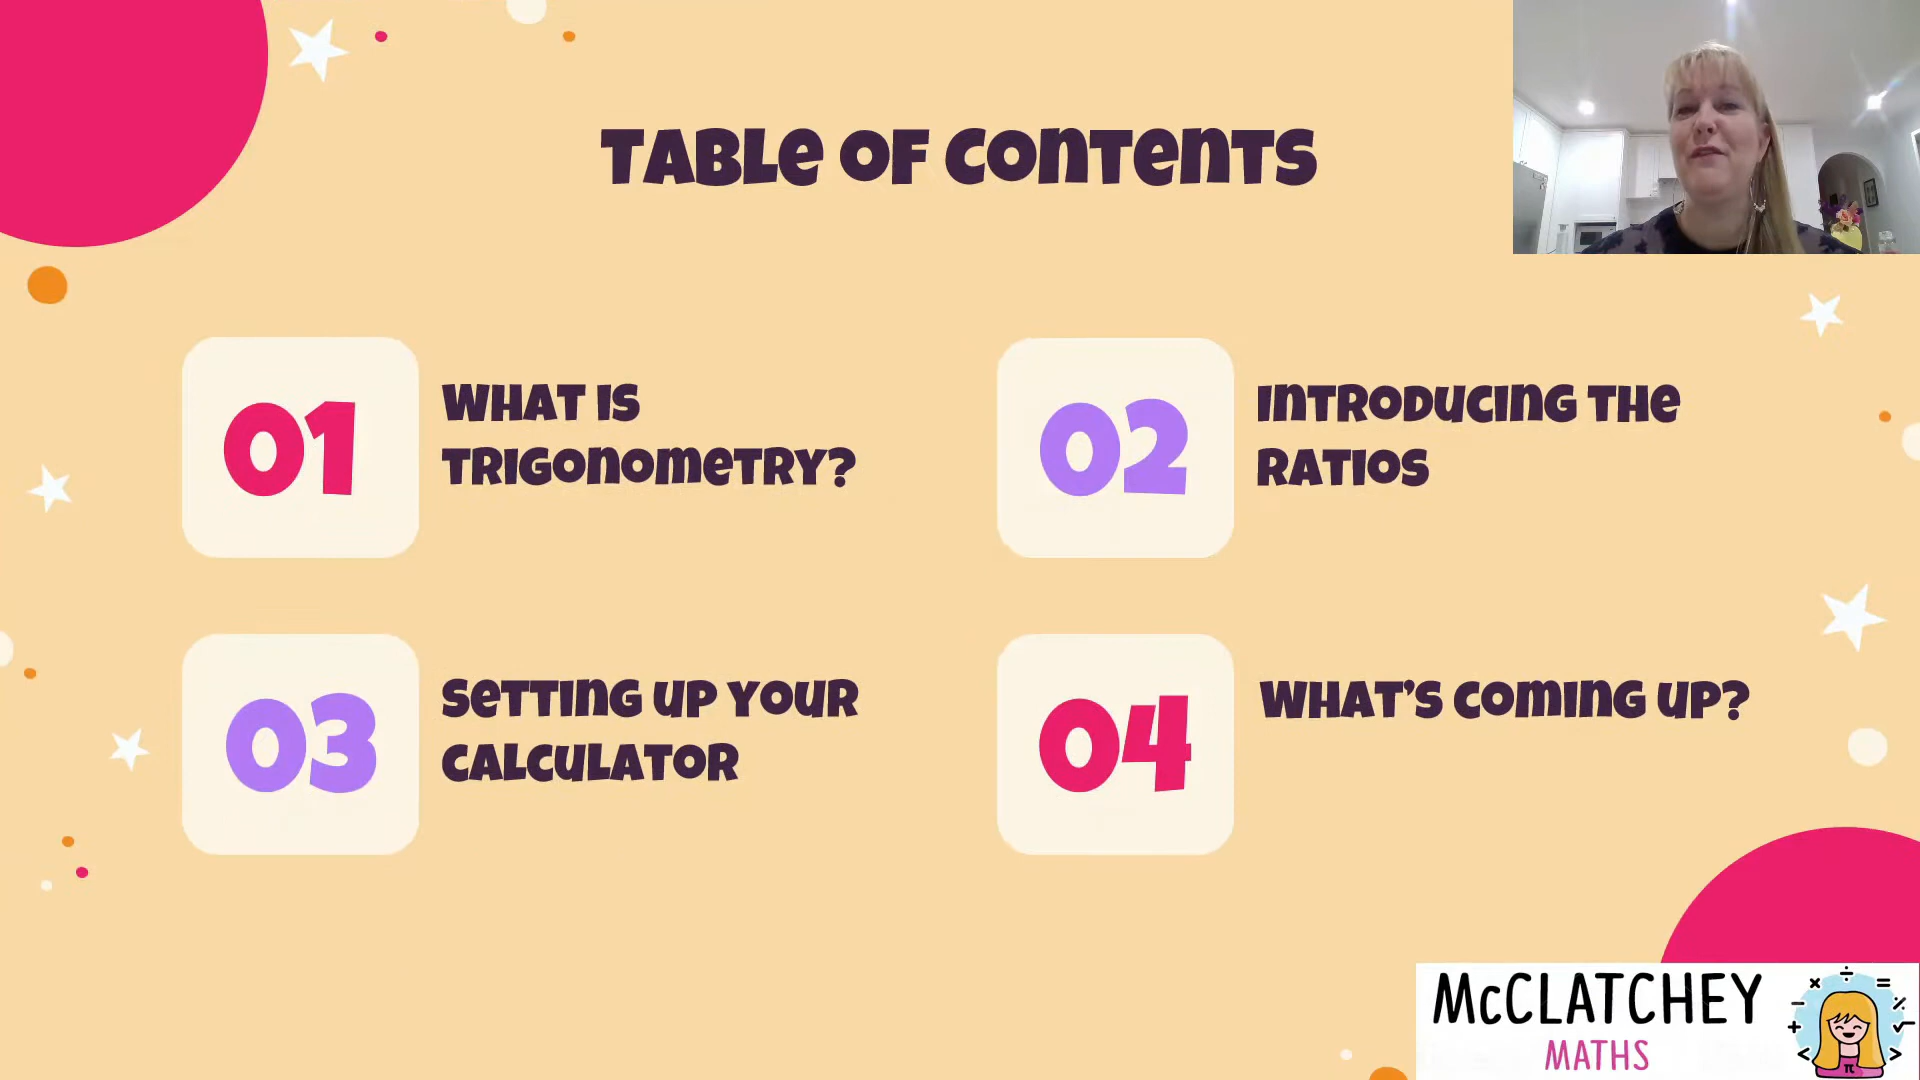 TABLE OF CONTENTS
01
WHAT IS
TRIGONOMETRY?
02
INTRODUCING THE
RATIOS
03
SETTING UP YOUR
CALCULATOR
04
WHAT'S COMING UP?
McCLATCHEY
MATHS
× ÷ =
− %
+ √
< >
π